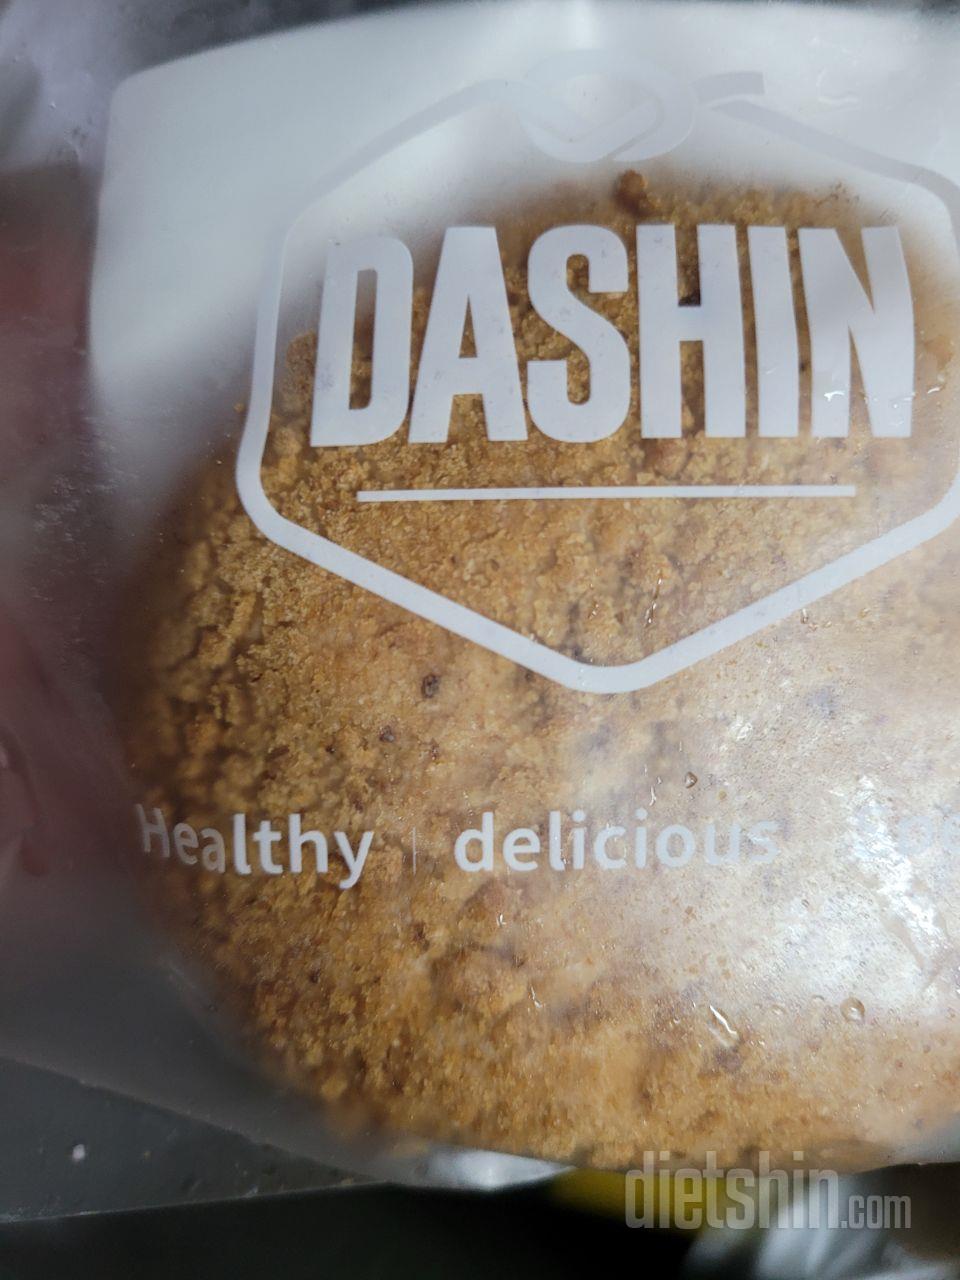 DASHIN
Healthy | delicious
dietshin.com